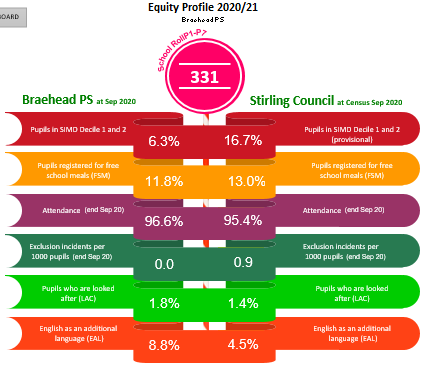 BOARD
Equity Profile 2020/21
Braehead PS
School Roll P1-P7
331
Braehead PS at Sep 2020
Stirling Council at Census Sep 2020
Pupils in SIMD Decile 1 and 2
6.3%
16.7%
Pupils in SIMD Decile 1 and 2
(provisional)
Pupils registered for free
school meals (FSM)
11.8%
13.0%
Pupils registered for free
school meals (FSM)
Attendance (end Sep 20)
96.6%
95.4%
Attendance (end Sep 20)
Exclusion incidents per
1000 pupils (end Sep 20)
0.0
0.9
Exclusion incidents per
1000 pupils (end Sep 20)
Pupils who are looked
after (LAC)
1.8%
1.4%
Pupils who are looked
after (LAC)
English as an additional
language (EAL)
8.8%
4.5%
English as an additional
language (EAL)